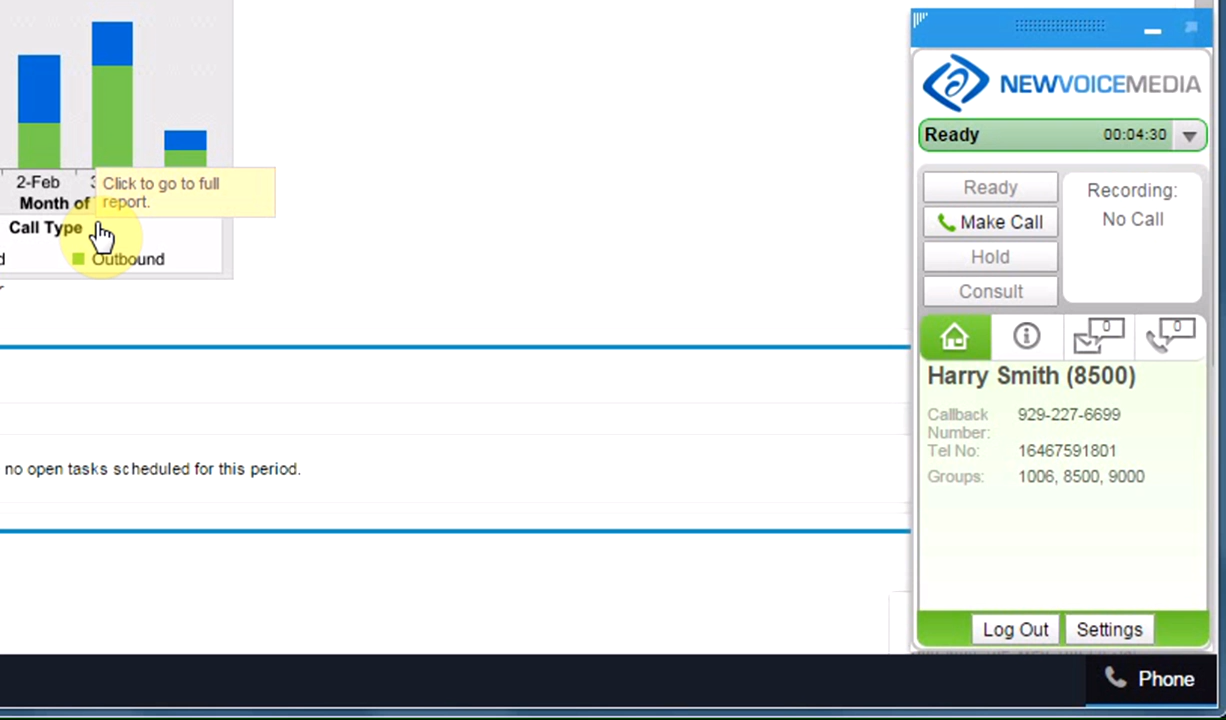 2-Feb
3
Click to go to full
report.
Month of
Call Type
d
Outbound
r
no open tasks scheduled for this period.
NEWVOICEMEDIA
Ready 00:04:30
Ready
Make Call
Hold
Consult
Recording:
No Call
0
0
Harry Smith (8500)
Callback Number: 929-227-6699
Tel No: 16467591801
Groups: 1006, 8500, 9000
Log Out
Settings
Phone